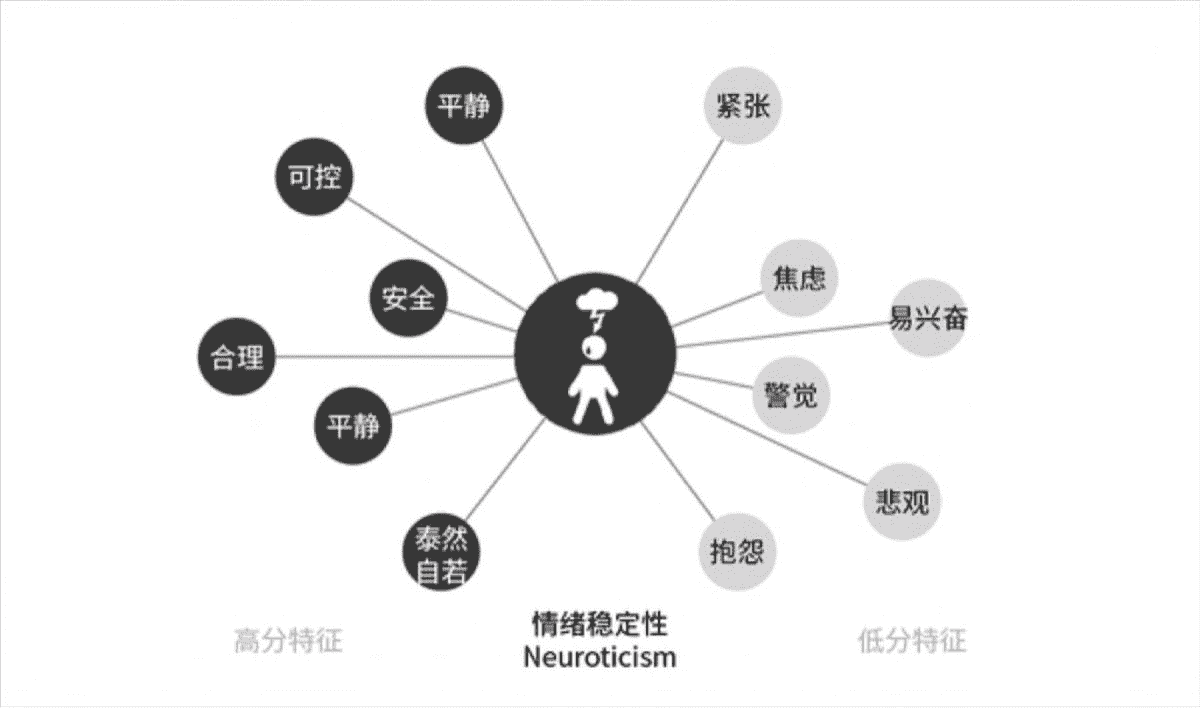 平静
紧张
可控
焦虑
安全
易兴奋
合理
警觉
平静
悲观
泰然
自若
抱怨
情绪稳定性
高分特征
低分特征
Neuroticism